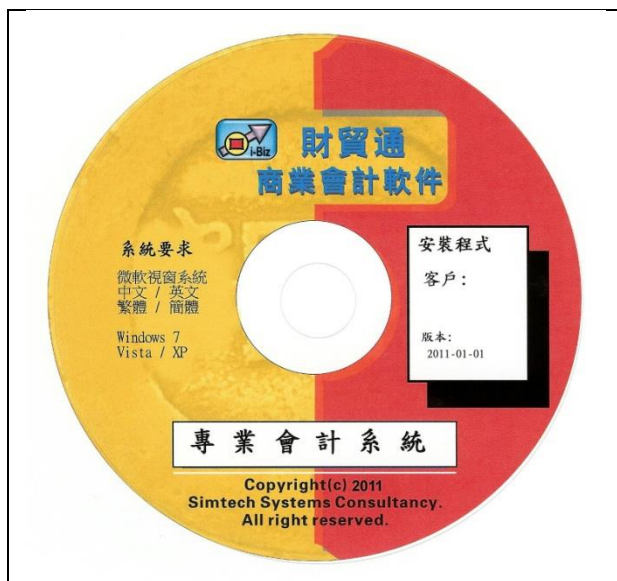 i-Biz
財貿通
商業會計軟件
系統要求
微軟視窗系統
中文 / 英文
繁體 / 簡體
Windows 7
Vista / XP
安裝程式
客戶:
版本:
2011-01-01
專業會計系統
Copyright(c) 2011
Simtech Systems Consultancy.
All right reserved.